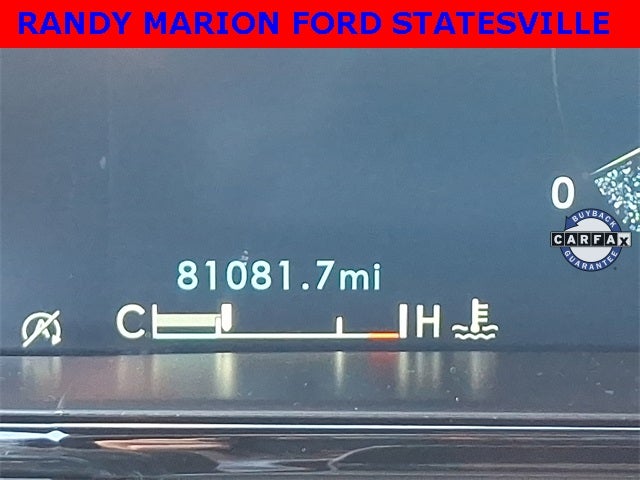 RANDY MARION FORD STATESVILLE
0
BUYBACK
CARFAX
GUARANTEE
81081.7mi
C H